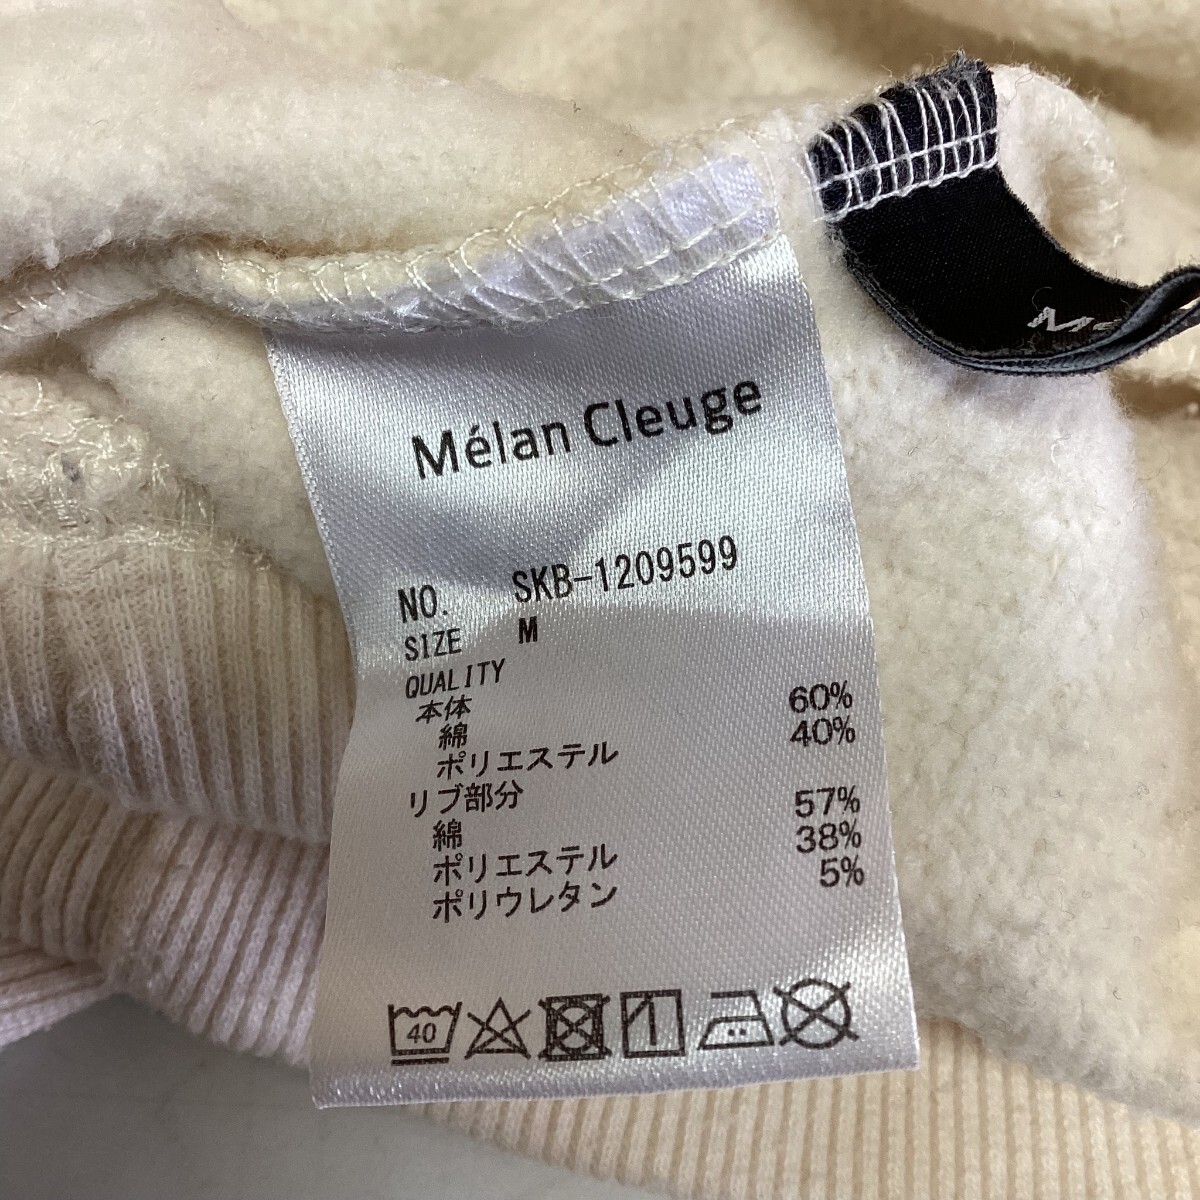 Mélan Cleuge
NO. SKB-1209599
SIZE M
QUALITY
本体
綿 60%
ポリエステル 40%
リブ部分
綿 57%
ポリエステル 38%
ポリウレタン 5%
40